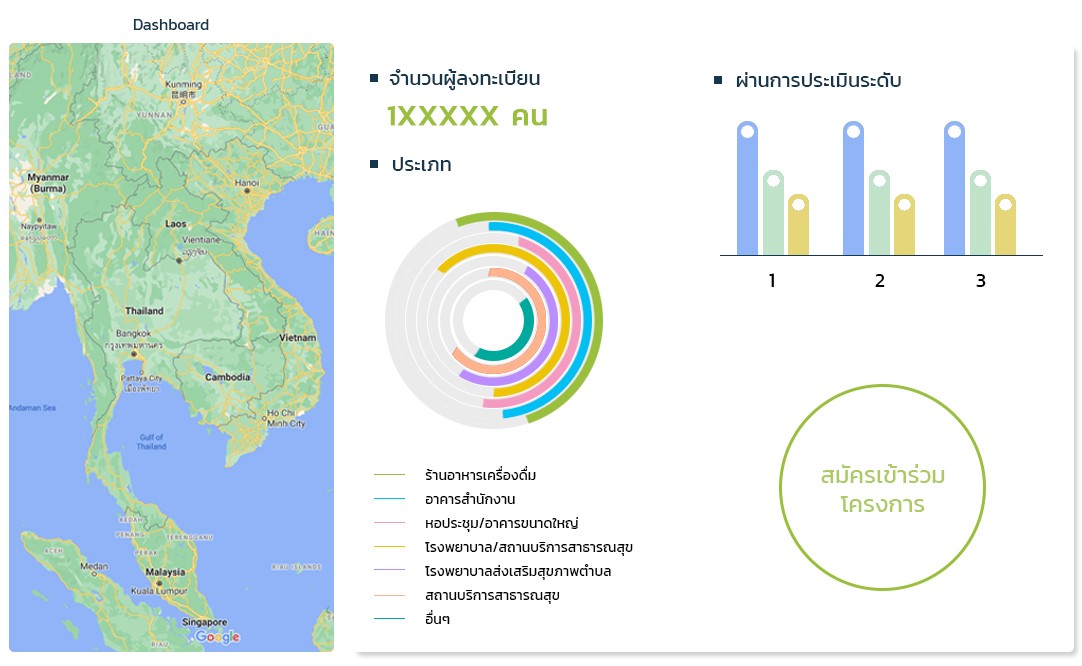 Dashboard
LAND
Kunming
昆明市
YUNNAN
GUA
Myanmar
(Burma)
Hanoi
Naypyitaw
Laos
HAIN
Vientiane
Thailand
Bangkok
กรุงเทพมหานคร
Vietnam
Pattaya City
เมืองพัทยา
Cambodia
Andaman Sea
Ho Chi
Minh City
Gulf of
Thailand
KEDAH
PENANG
TERENGGANU
ACEH
PERAK
Medan
RIAU ISLANDS
Malaysia
Kuala Lumpur
Singapore
Google
RIAU
จำนวนผู้ลงทะเบียน
1XXXXX คน
ประเภท
ร้านอาหารเครื่องดื่ม
อาคารสำนักงาน
หอประชุม/อาคารขนาดใหญ่
โรงพยาบาล/สถานบริการสาธารณสุข
โรงพยาบาลส่งเสริมสุขภาพตำบล
สถานบริการสาธารณสุข
อื่นๆ
ผ่านการประเมินระดับ
1 2 3
สมัครเข้าร่วม
โครงการ